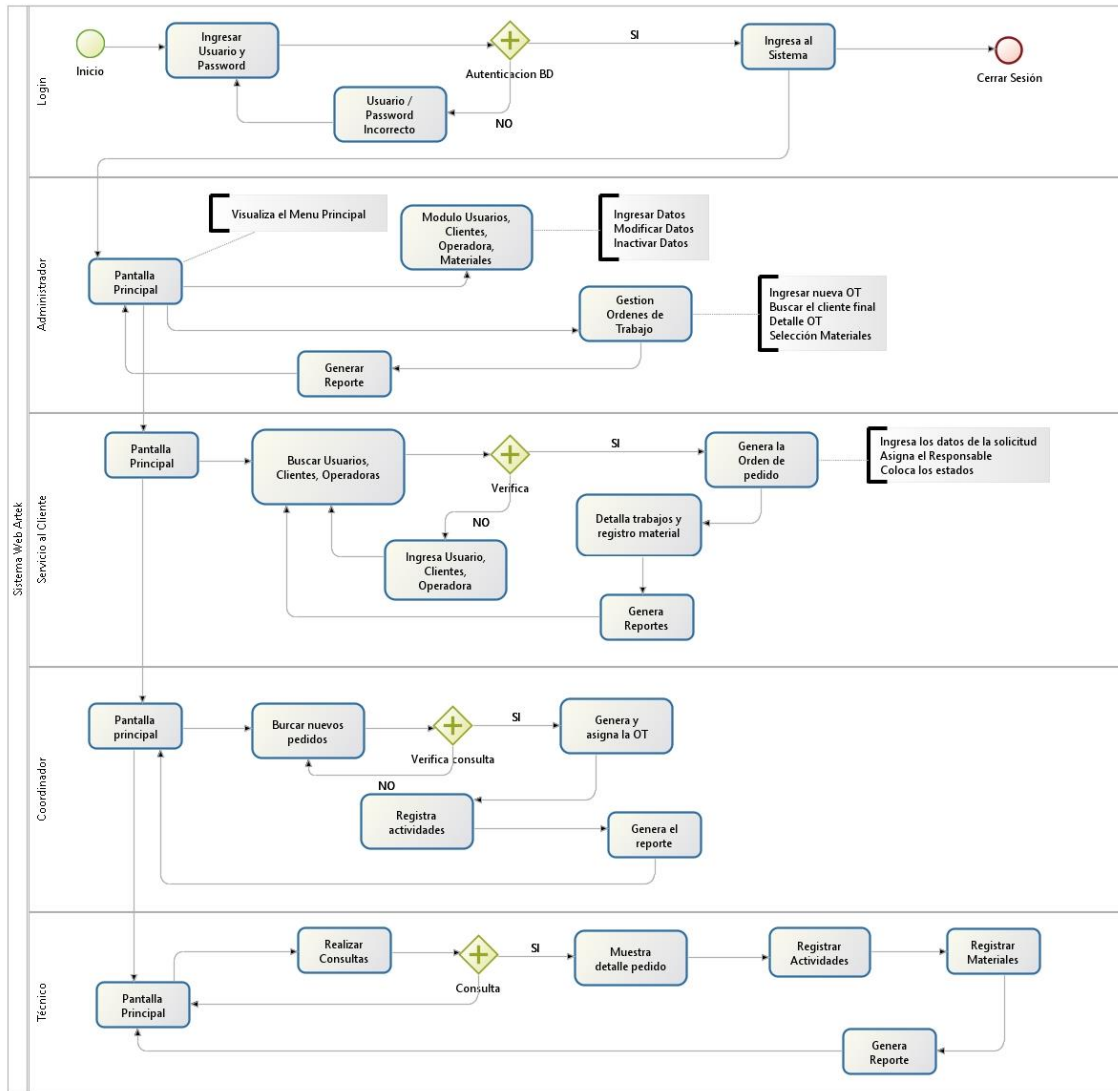 Sistema Web Artek
Login
Inicio
Ingresar
Usuario y
Password
Autenticacion BD
SI
NO
Usuario /
Password
Incorrecto
Ingresa al
Sistema
Cerrar Sesión
Administrador
Pantalla
Principal
Visualiza el Menu Principal
Modulo Usuarios,
Clientes,
Operadora,
Materiales
Ingresar Datos
Modificar Datos
Inactivar Datos
Gestion
Ordenes de
Trabajo
Ingresar nueva OT
Buscar el cliente final
Detalle OT
Selección Materiales
Generar
Reporte
Servicio al Cliente
Pantalla
Principal
Buscar Usuarios,
Clientes, Operadoras
Verifica
SI
NO
Ingresa Usuario,
Clientes,
Operadora
Genera la
Orden de
pedido
Ingresa los datos de la solicitud
Asigna el Responsable
Coloca los estados
Detalla trabajos y
registro material
Genera
Reportes
Coordinador
Pantalla
principal
Burcar nuevos
pedidos
Verifica consulta
SI
NO
Genera y
asigna la OT
Registra
actividades
Genera el
reporte
Técnico
Pantalla
Principal
Realizar
Consultas
Consulta
SI
Muestra
detalle pedido
Registrar
Actividades
Registrar
Materiales
Genera
Reporte